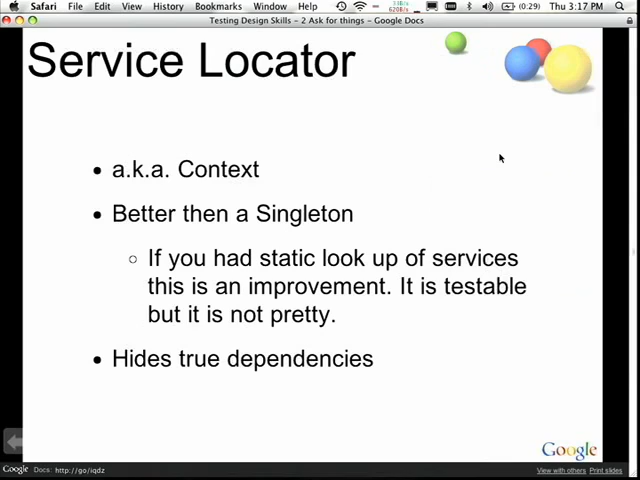 Safari File Edit View History Bookmarks Window Help (0:29) Thu 3:17 PM
Testing Design Skills - 2 Ask for things - Google Docs
Service Locator
• a.k.a. Context
• Better then a Singleton
○ If you had static look up of services
this is an improvement. It is testable
but it is not pretty.
• Hides true dependencies
Google
Google Docs: http://go/iqdz View with others Print slides